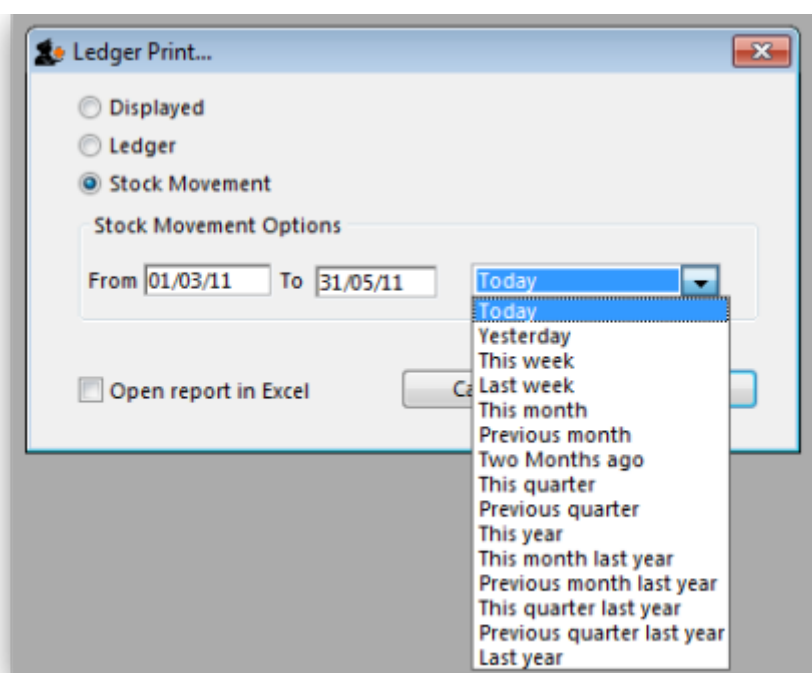 Ledger Print...
Displayed
Ledger
Stock Movement
Stock Movement Options
From 01/03/11 To 31/05/11 Today
Today
Yesterday
This week
Last week
Open report in Excel
This month
Previous month
Two Months ago
This quarter
Previous quarter
This year
This month last year
Previous month last year
This quarter last year
Previous quarter last year
Last year